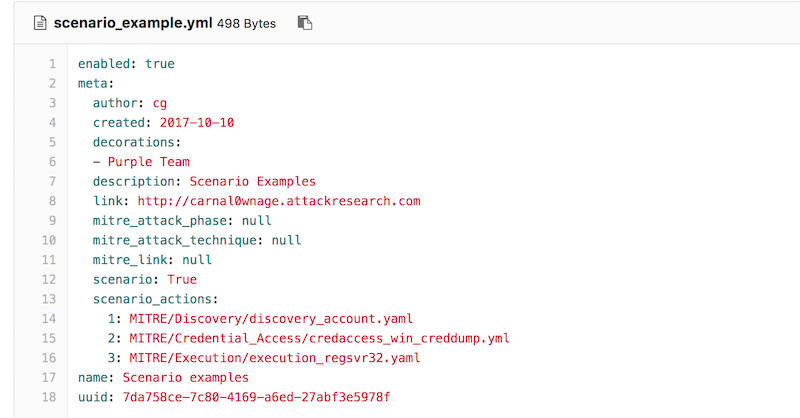 scenario_example.yml 498 Bytes
1 enabled: true
2 meta:
3   author: cg
4   created: 2017-10-10
5   decorations:
6   - Purple Team
7   description: Scenario Examples
8   link: http://carnal0wnage.attackresearch.com
9   mitre_attack_phase: null
10   mitre_attack_technique: null
11   mitre_link: null
12   scenario: True
13   scenario_actions:
14     1: MITRE/Discovery/discovery_account.yaml
15     2: MITRE/Credential_Access/credaccess_win_creddump.yml
16     3: MITRE/Execution/execution_regsvr32.yaml
17 name: Scenario examples
18 uuid: 7da758ce-7c80-4169-a6ed-27abf3e5978f